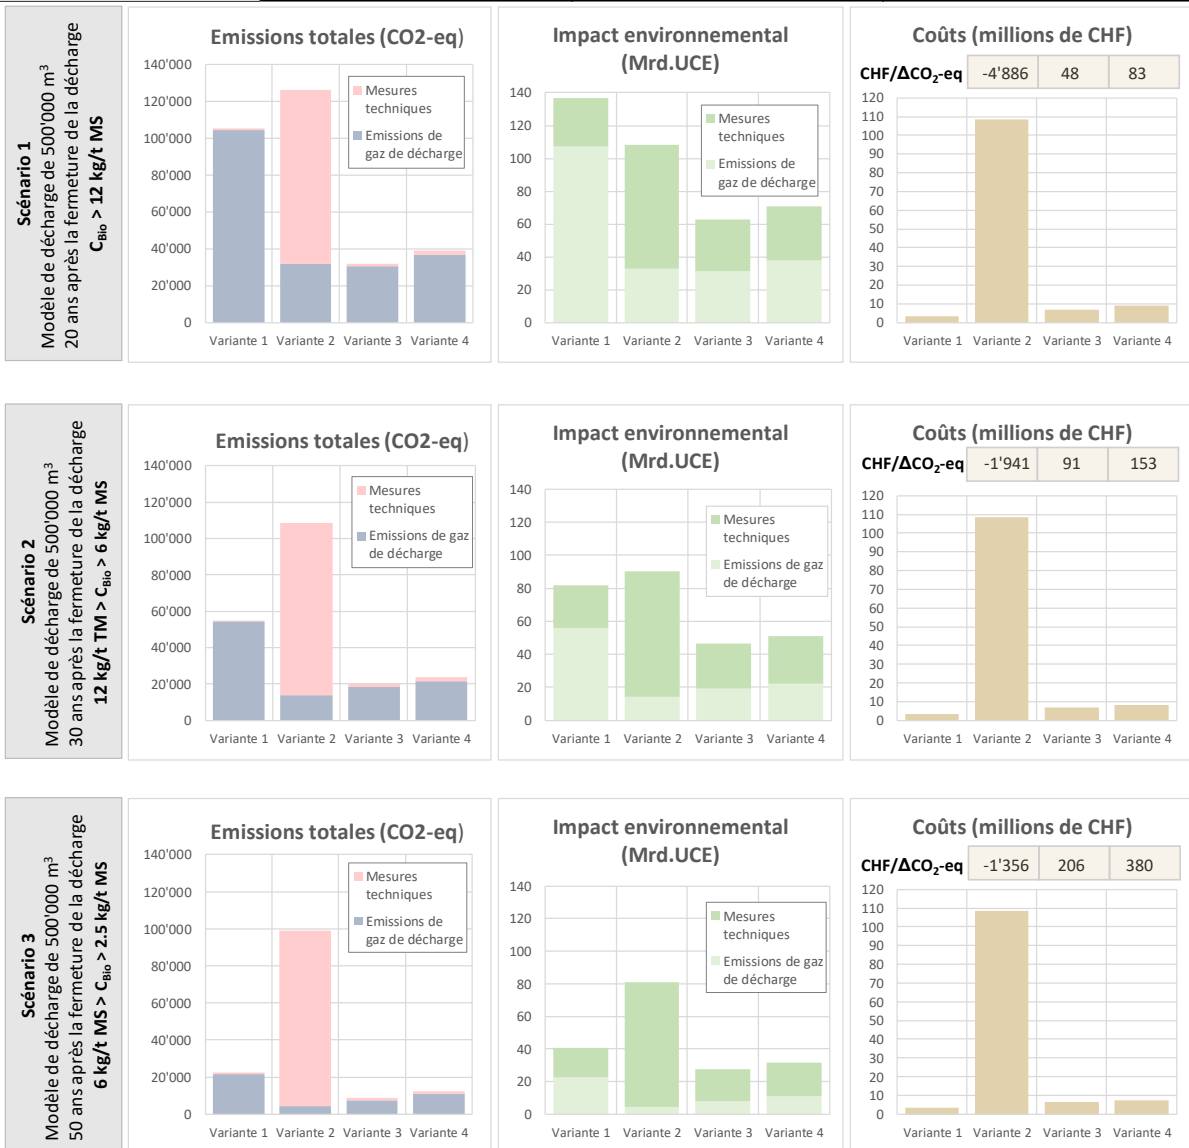 Scénario 1
Modèle de décharge de 500'000 m³
20 ans après la fermeture de la décharge
C_Bio > 12 kg/t MS
Emissions totales (CO2-eq)
140'000
120'000
100'000
80'000
60'000
40'000
20'000
0
Mesures
techniques
Emissions de
gaz de décharge
Variante 1 Variante 2 Variante 3 Variante 4
Impact environnemental
(Mrd.UCE)
140
120
100
80
60
40
20
0
Mesures
techniques
Emissions de
gaz de décharge
Variante 1 Variante 2 Variante 3 Variante 4
Coûts (millions de CHF)
CHF/ΔCO₂-eq -4'886 48 83
120
110
100
90
80
70
60
50
40
30
20
10
0
Variante 1 Variante 2 Variante 3 Variante 4
Scénario 2
Modèle de décharge de 500'000 m³
30 ans après la fermeture de la décharge
12 kg/t TM > C_Bio > 6 kg/t MS
Emissions totales (CO2-eq)
140'000
120'000
100'000
80'000
60'000
40'000
20'000
0
Mesures
techniques
Emissions de gaz
de décharge
Variante 1 Variante 2 Variante 3 Variante 4
Impact environnemental
(Mrd.UCE)
140
120
100
80
60
40
20
0
Mesures
techniques
Emissions de gaz
de décharge
Variante 1 Variante 2 Variante 3 Variante 4
Coûts (millions de CHF)
CHF/ΔCO₂-eq -1'941 91 153
120
110
100
90
80
70
60
50
40
30
20
10
0
Variante 1 Variante 2 Variante 3 Variante 4
Scénario 3
Modèle de décharge de 500'000 m³
50 ans après la fermeture de la décharge
6 kg/t MS > C_Bio > 2.5 kg/t MS
Emissions totales (CO2-eq)
140'000
120'000
100'000
80'000
60'000
40'000
20'000
0
Mesures
techniques
Emissions de
gaz de décharge
Variante 1 Variante 2 Variante 3 Variante 4
Impact environnemental
(Mrd.UCE)
140
120
100
80
60
40
20
0
Mesures
techniques
Emissions de gaz
de décharge
Variante 1 Variante 2 Variante 3 Variante 4
Coûts (millions de CHF)
CHF/ΔCO₂-eq -1'356 206 380
120
110
100
90
80
70
60
50
40
30
20
10
0
Variante 1 Variante 2 Variante 3 Variante 4